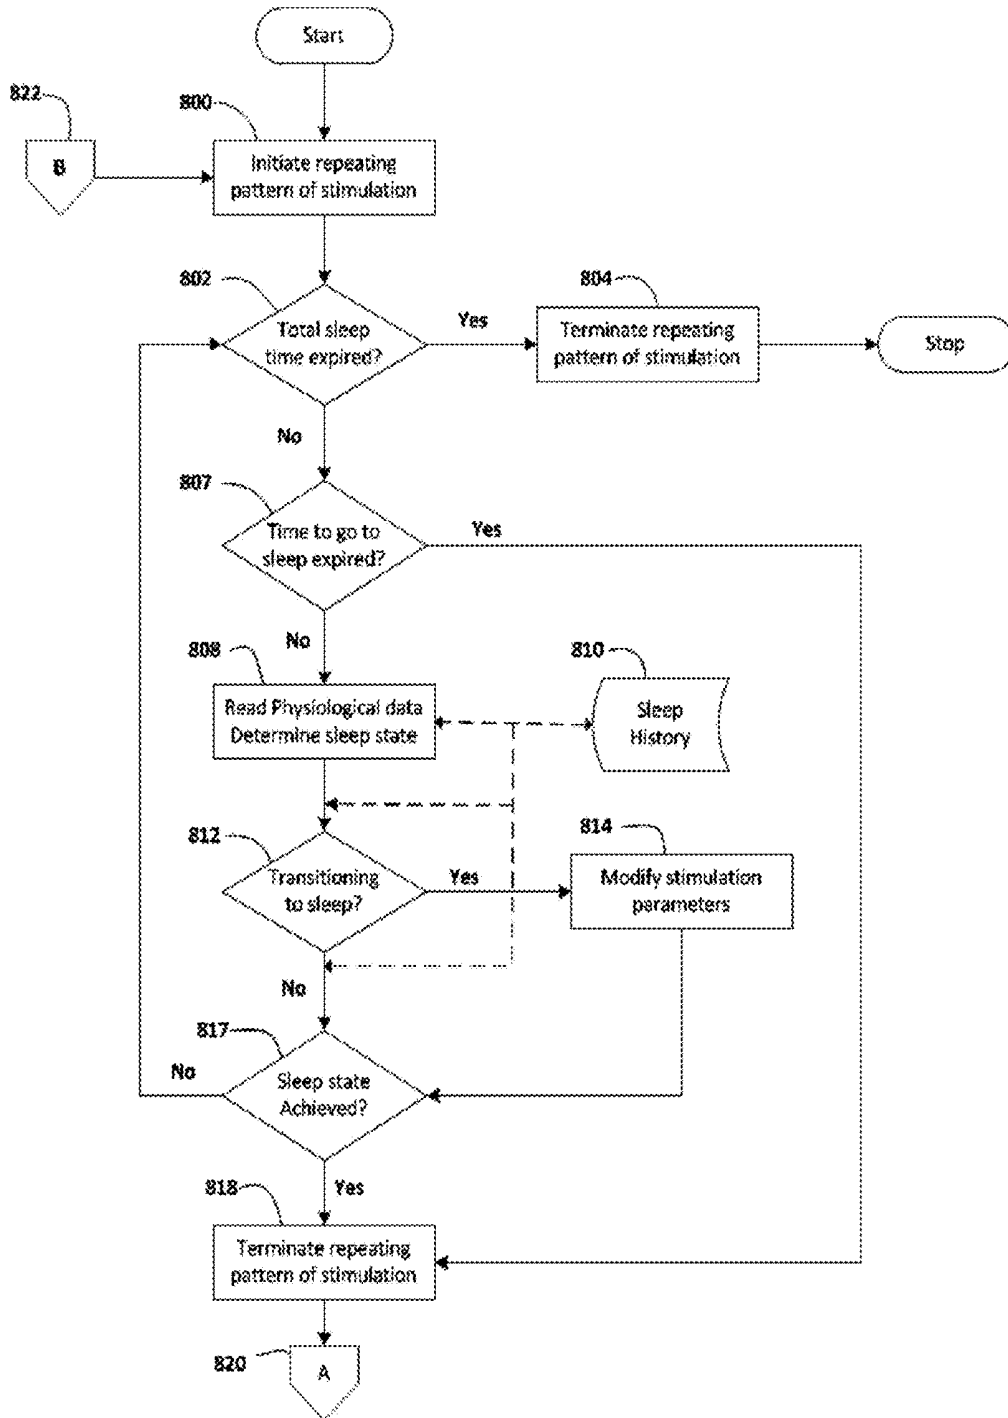 Start
822
800
B
Initiate repeating
pattern of stimulation
802
804
Total sleep
time expired?
Yes
Terminate repeating
pattern of stimulation
Stop
No
807
Time to go to
sleep expired?
Yes
No
808
810
Read Physiological data
Determine sleep state
Sleep
History
812
814
Transitioning
to sleep?
Yes
Modify stimulation
parameters
No
817
No
Sleep state
Achieved?
818
Yes
Terminate repeating
pattern of stimulation
820
A